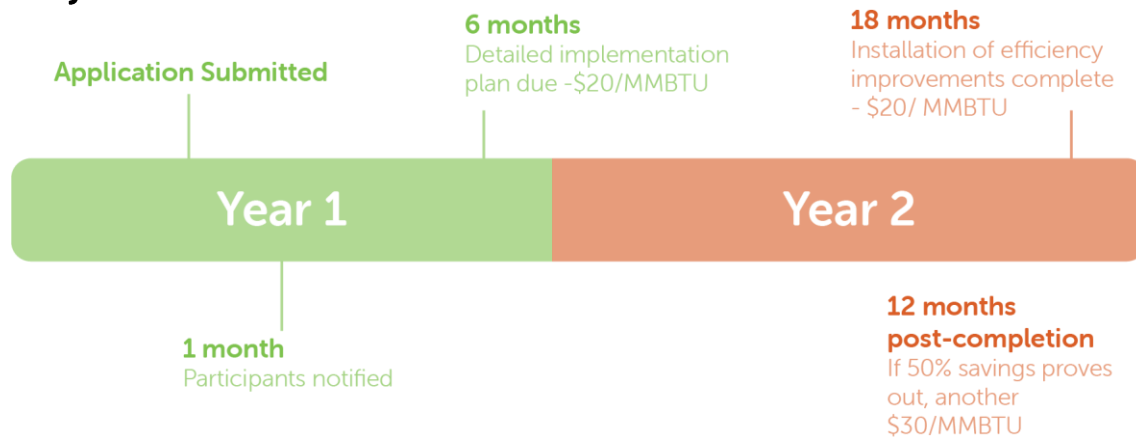 Application Submitted
6 months
Detailed implementation
plan due -$20/MMBTU
18 months
Installation of efficiency
improvements complete
- $20/ MMBTU
Year 1
Year 2
1 month
Participants notified
12 months
post-completion
If 50% savings proves
out, another
$30/MMBTU